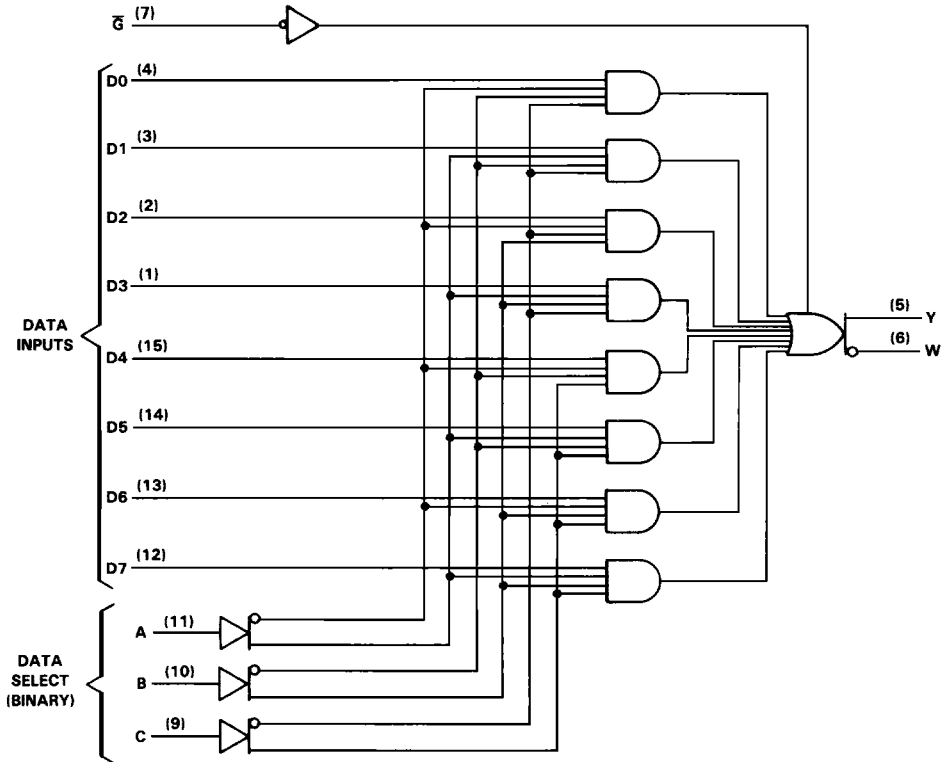 G̅ (7)
D0 (4)
D1 (3)
D2 (2)
D3 (1)
DATA
INPUTS
D4 (15)
D5 (14)
D6 (13)
D7 (12)
(5) Y
(6) W
A (11)
DATA
SELECT
(BINARY)
B (10)
C (9)